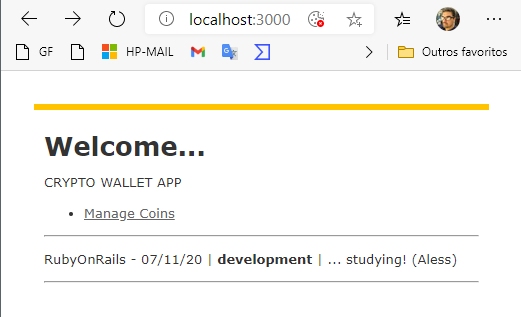 localhost:3000
GF
HP-MAIL
Outros favoritos
Welcome...
CRYPTO WALLET APP
Manage Coins
RubyOnRails - 07/11/20 | development | ... studying! (Aless)